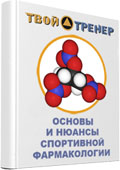 ТВОЙ ТРЕНЕР
ОСНОВЫ
И НЮАНСЫ
СПОРТИВНОЙ
ФАРМАКОЛОГИИ